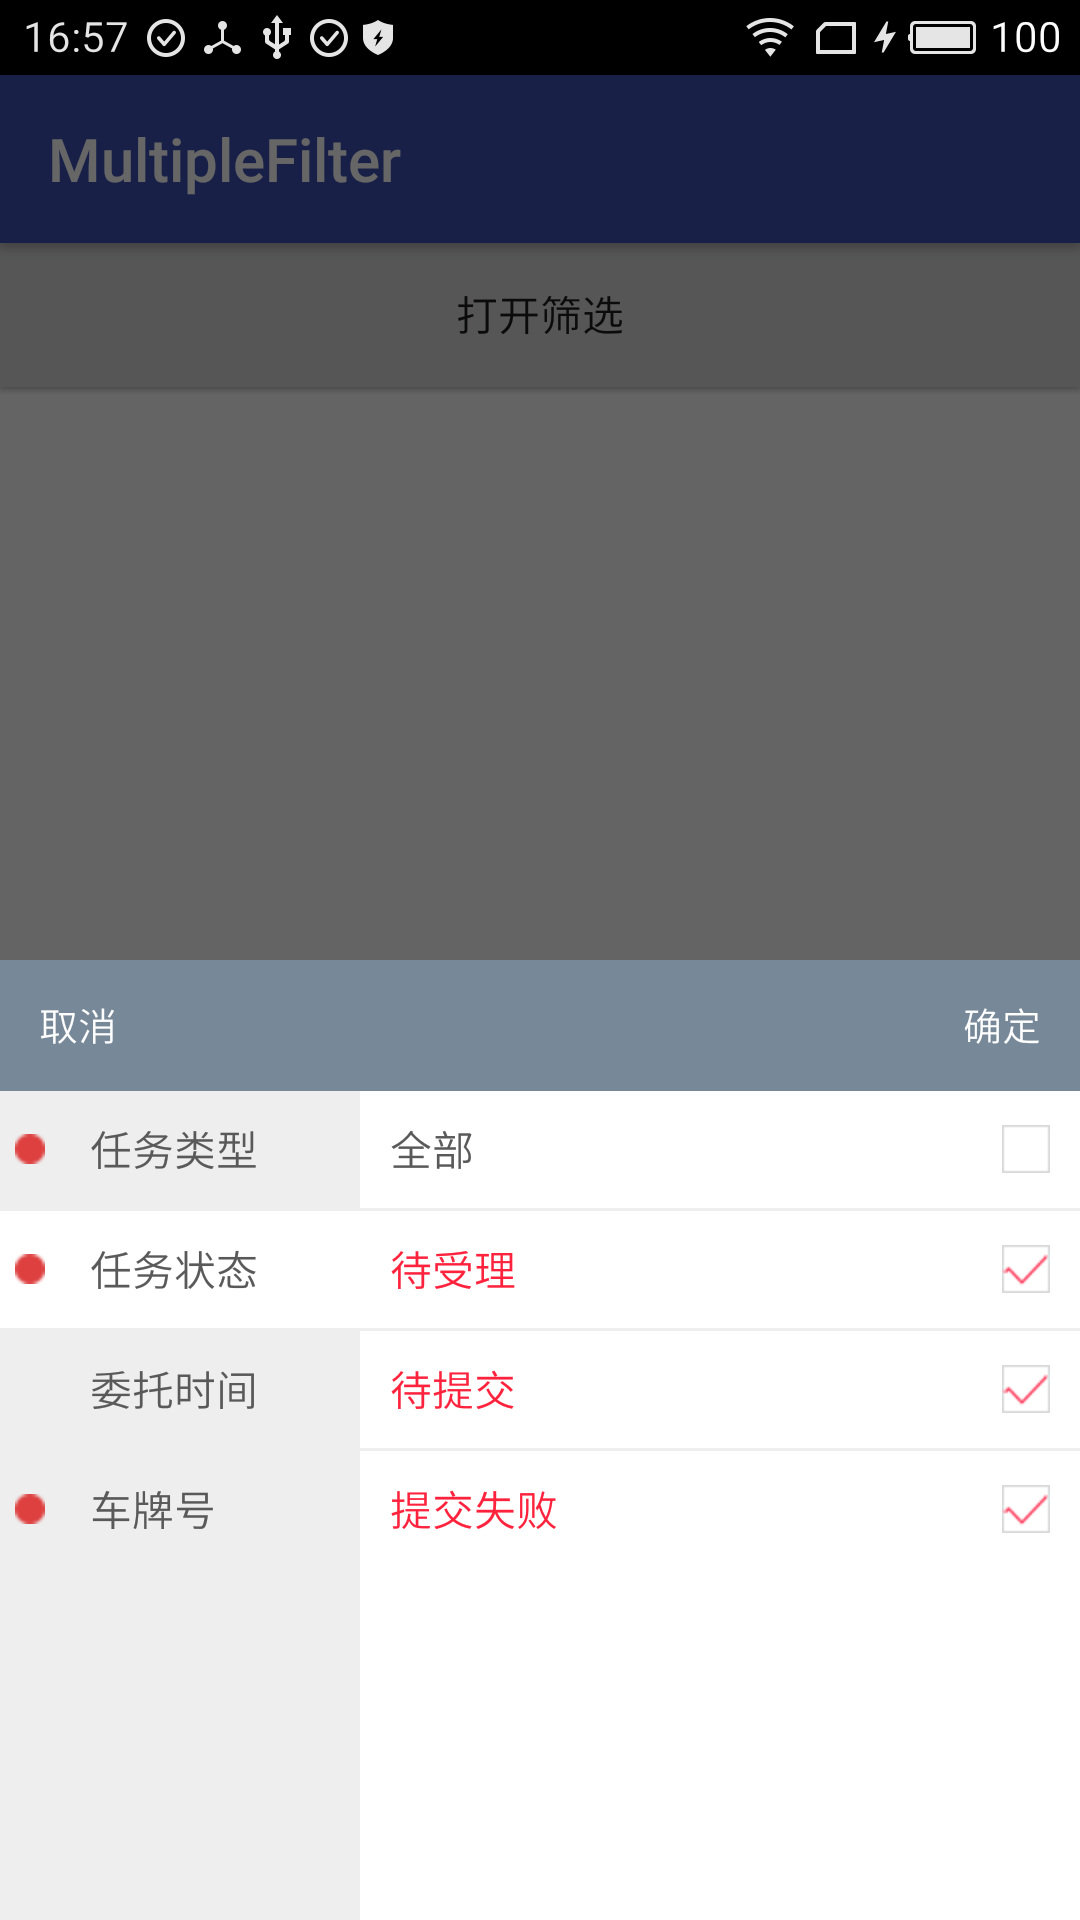 16:57 100
MultipleFilter
打开筛选
取消 确定
任务类型 全部
任务状态 待受理
委托时间 待提交
车牌号 提交失败